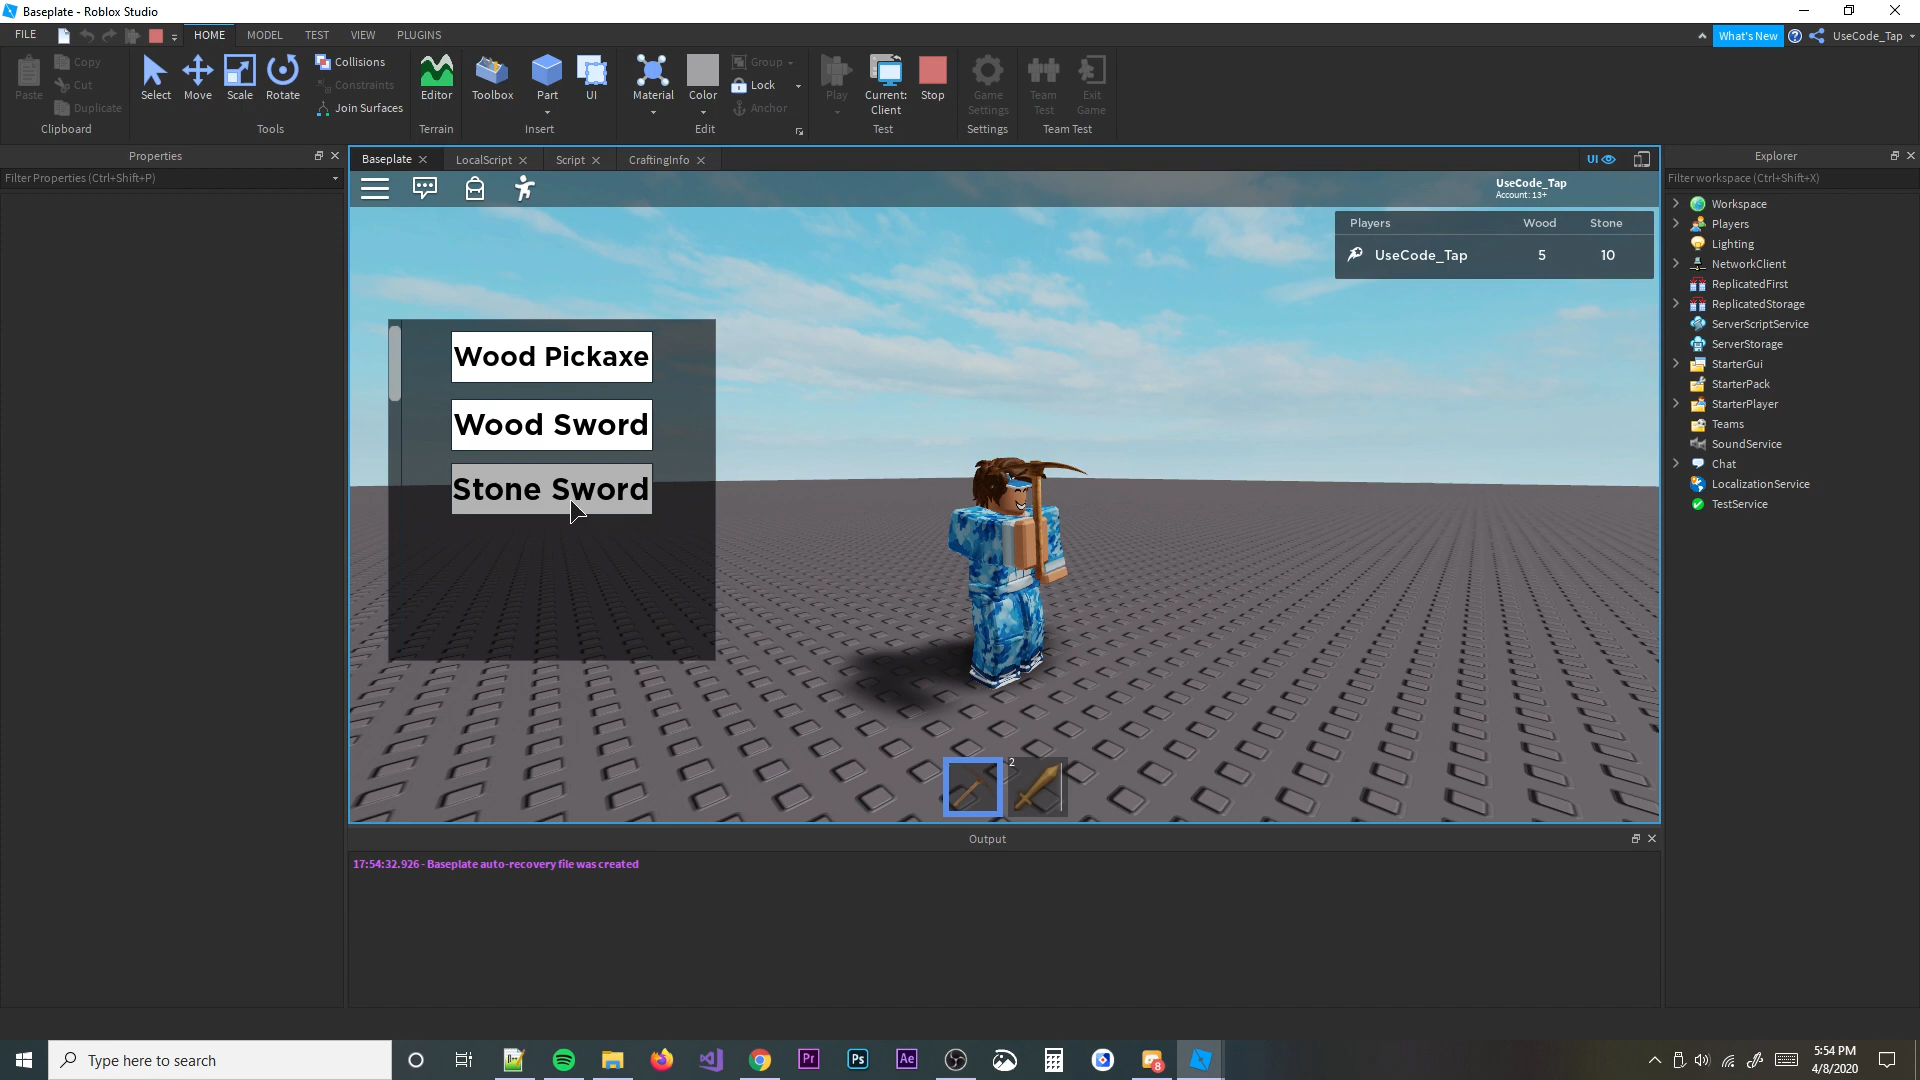 Baseplate - Roblox Studio
FILE
HOME
MODEL
TEST
VIEW
PLUGINS
What's New
UseCode_Tap
Paste
Copy
Cut
Duplicate
Clipboard
Select
Move
Scale
Rotate
Collisions
Constraints
Join Surfaces
Tools
Editor
Terrain
Toolbox
Part
UI
Insert
Material
Color
Group
Lock
Anchor
Edit
Play
Current:
Client
Stop
Test
Game
Settings
Settings
Team
Test
Exit
Game
Team Test
Properties
Filter Properties (Ctrl+Shift+P)
Baseplate
LocalScript
Script
CraftingInfo
UI
UseCode_Tap
Account: 13+
Players Wood Stone
UseCode_Tap 5 10
Wood Pickaxe
Wood Sword
Stone Sword
2
Output
17:54:32.926 - Baseplate auto-recovery file was created
Explorer
Filter workspace (Ctrl+Shift+X)
Workspace
Players
Lighting
NetworkClient
ReplicatedFirst
ReplicatedStorage
ServerScriptService
ServerStorage
StarterGui
StarterPack
StarterPlayer
Teams
SoundService
Chat
LocalizationService
TestService
Type here to search
Pr
Ps
Ae
8
5:54 PM
4/8/2020